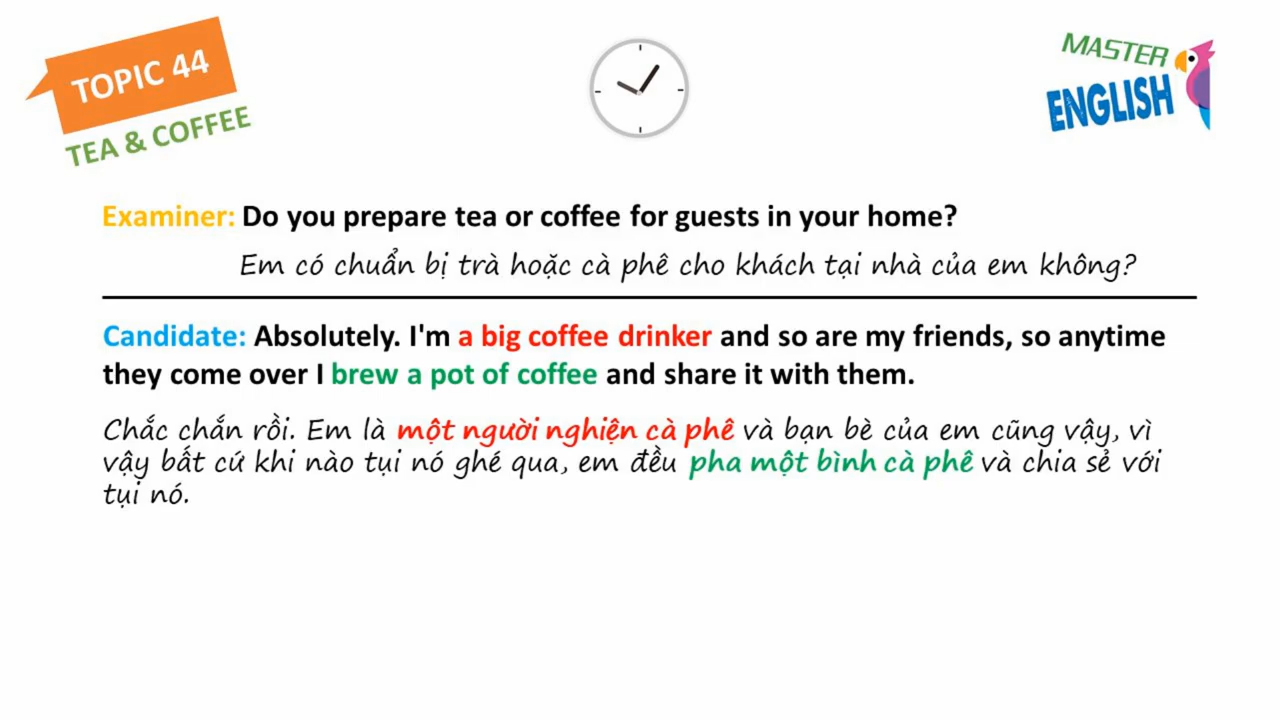 TOPIC 44
TEA & COFFEE
MASTER
ENGLISH
Examiner: Do you prepare tea or coffee for guests in your home?
Em có chuẩn bị trà hoặc cà phê cho khách tại nhà của em không?
Candidate: Absolutely. I'm a big coffee drinker and so are my friends, so anytime
they come over I brew a pot of coffee and share it with them.
Chắc chắn rồi. Em là một người nghiện cà phê và bạn bè của em cũng vậy, vì
vậy bất cứ khi nào tụi nó ghé qua, em đều pha một bình cà phê và chia sẻ với
tụi nó.